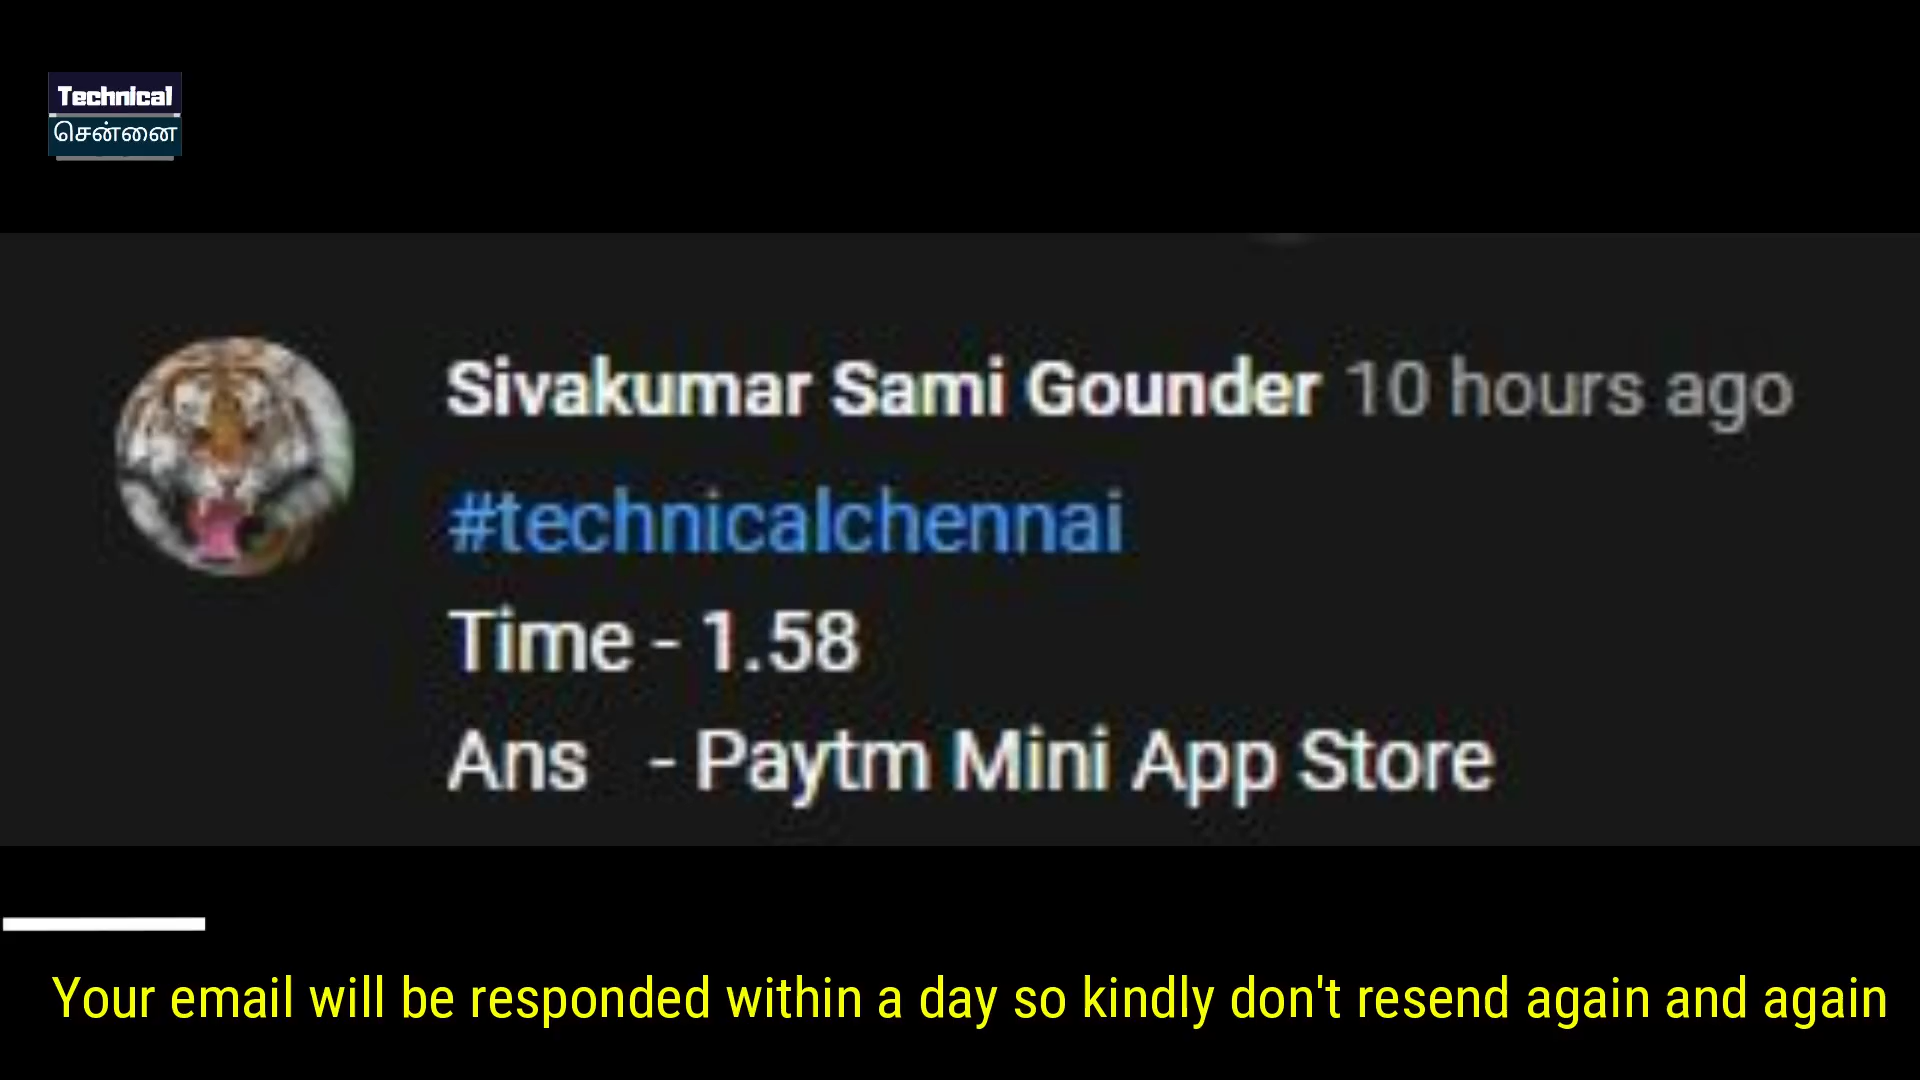 Technical
சென்னை
Sivakumar Sami Gounder 10 hours ago
#technicalchennai
Time - 1.58
Ans - Paytm Mini App Store
Your email will be responded within a day so kindly don't resend again and again